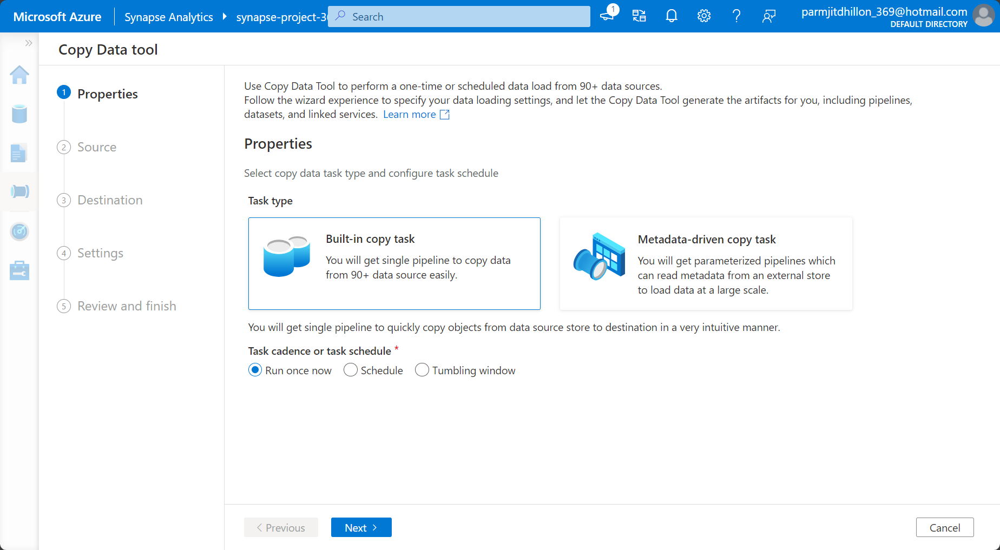 Microsoft Azure
Synapse Analytics
synapse-project-3
Search
1
parmjitdhillon_369@hotmail.com
DEFAULT DIRECTORY
Copy Data tool
1 Properties
2 Source
3 Destination
4 Settings
5 Review and finish
Use Copy Data Tool to perform a one-time or scheduled data load from 90+ data sources.
Follow the wizard experience to specify your data loading settings, and let the Copy Data Tool generate the artifacts for you, including pipelines,
datasets, and linked services. Learn more
Properties
Select copy data task type and configure task schedule
Task type
Built-in copy task
You will get single pipeline to copy data
from 90+ data source easily.
Metadata-driven copy task
You will get parameterized pipelines which
can read metadata from an external store
to load data at a large scale.
You will get single pipeline to quickly copy objects from data source store to destination in a very intuitive manner.
Task cadence or task schedule *
Run once now Schedule Tumbling window
Previous
Next
Cancel